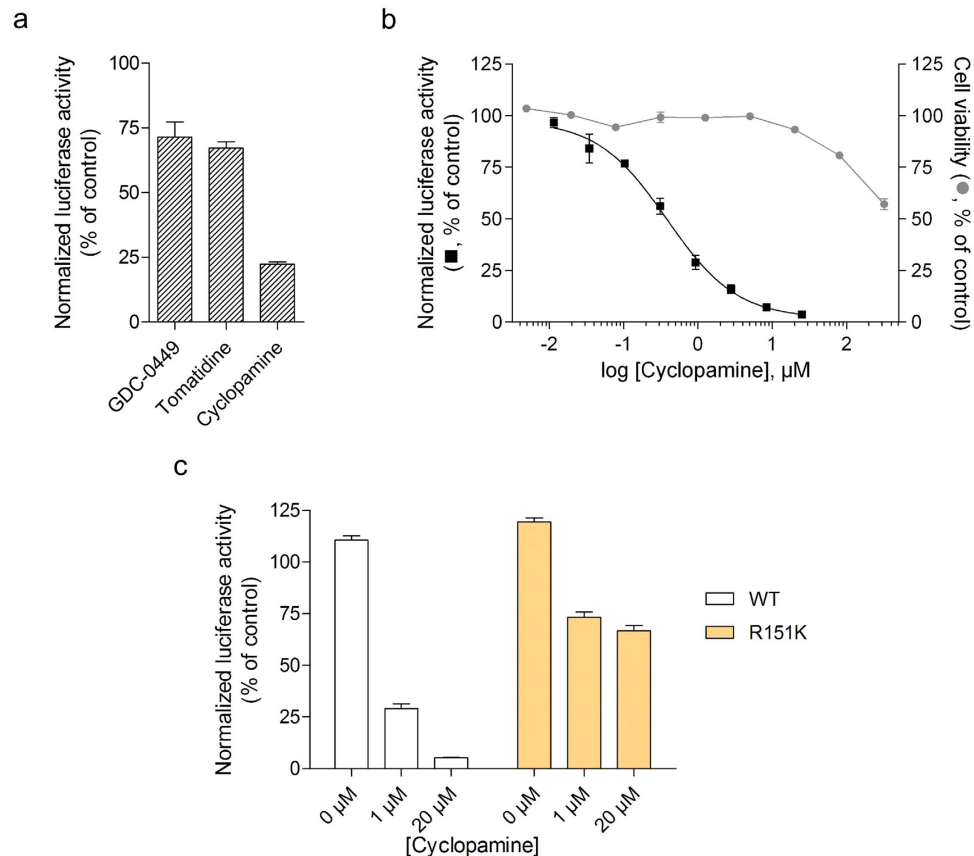 a
Normalized luciferase activity
(% of control)
100
75
50
25
0
GDC-0449
Tomatidine
Cyclopamine
b
Normalized luciferase activity
(■, % of control)
125
100
75
50
25
0
-2 -1 0 1 2
log [Cyclopamine], µM
125
100
75
50
25
0
Cell viability
(●, % of control)
c
Normalized luciferase activity
(% of control)
125
100
75
50
25
0
0 µM
1 µM
20 µM
0 µM
1 µM
20 µM
[Cyclopamine]
WT
R151K